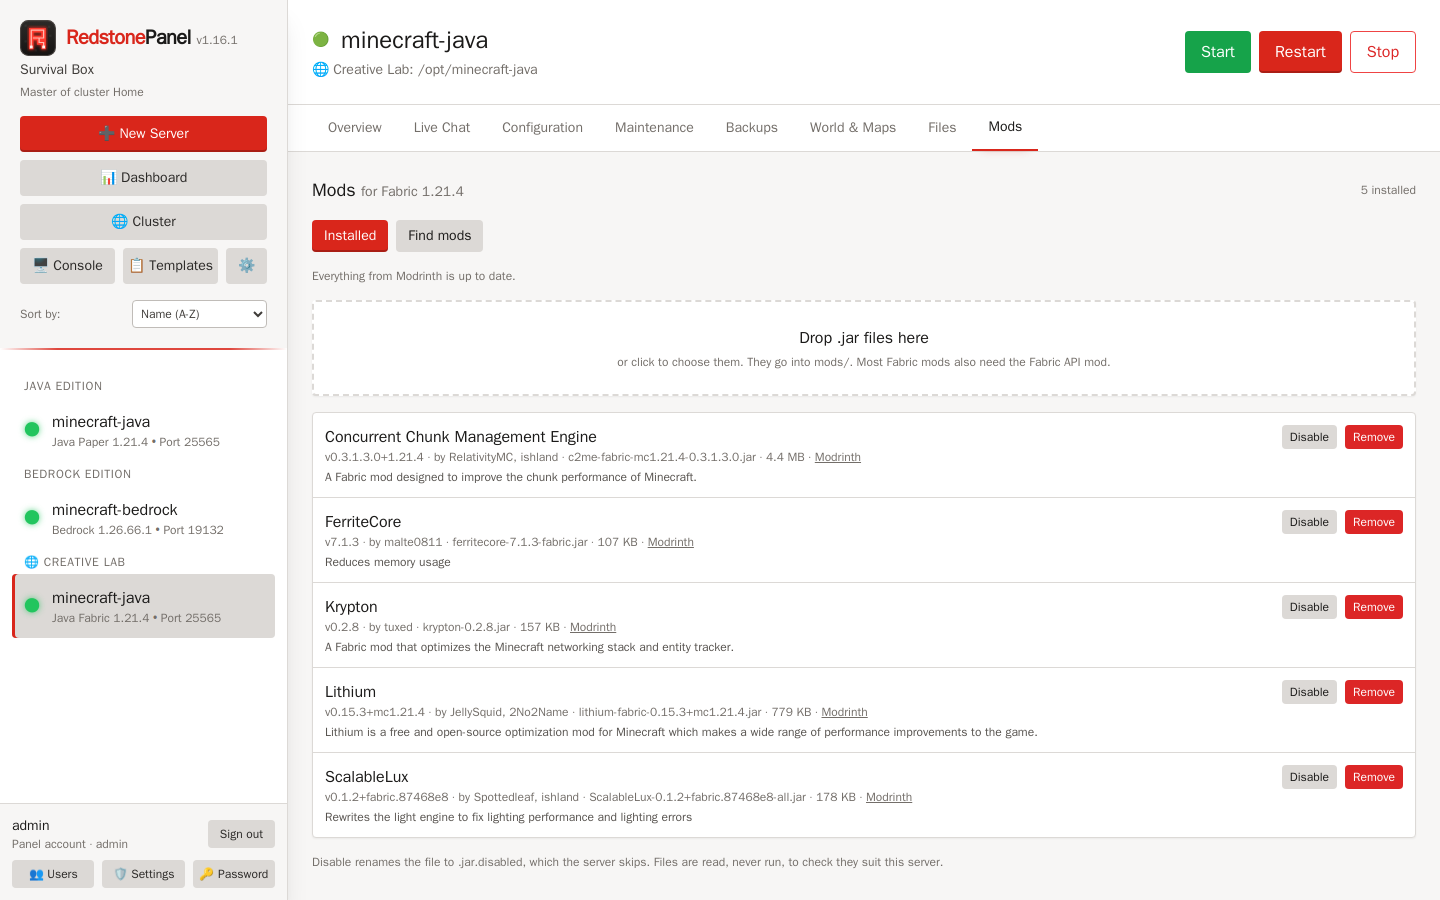 RedstonePanel v1.16.1
Survival Box
Master of cluster Home
➕ New Server
📊 Dashboard
🌐 Cluster
🖥️ Console
📋 Templates
⚙️
Sort by:
Name (A-Z)
JAVA EDITION
minecraft-java
Java Paper 1.21.4 • Port 25565
BEDROCK EDITION
minecraft-bedrock
Bedrock 1.26.66.1 • Port 19132
🌐 CREATIVE LAB
minecraft-java
Java Fabric 1.21.4 • Port 25565
admin
Panel account · admin
Sign out
👥 Users
🛡️ Settings
🔑 Password
🟢 minecraft-java
🌐 Creative Lab: /opt/minecraft-java
Start
Restart
Stop
Overview
Live Chat
Configuration
Maintenance
Backups
World & Maps
Files
Mods
Mods for Fabric 1.21.4
5 installed
Installed
Find mods
Everything from Modrinth is up to date.
Drop .jar files here
or click to choose them. They go into mods/. Most Fabric mods also need the Fabric API mod.
Concurrent Chunk Management Engine
v0.3.1.3.0+1.21.4 · by RelativityMC, ishland · c2me-fabric-mc1.21.4-0.3.1.3.0.jar · 4.4 MB · Modrinth
A Fabric mod designed to improve the chunk performance of Minecraft.
Disable
Remove
FerriteCore
v7.1.3 · by malte0811 · ferritecore-7.1.3-fabric.jar · 107 KB · Modrinth
Reduces memory usage
Disable
Remove
Krypton
v0.2.8 · by tuxed · krypton-0.2.8.jar · 157 KB · Modrinth
A Fabric mod that optimizes the Minecraft networking stack and entity tracker.
Disable
Remove
Lithium
v0.15.3+mc1.21.4 · by JellySquid, 2No2Name · lithium-fabric-0.15.3+mc1.21.4.jar · 779 KB · Modrinth
Lithium is a free and open-source optimization mod for Minecraft which makes a wide range of performance improvements to the game.
Disable
Remove
ScalableLux
v0.1.2+fabric.87468e8 · by Spottedleaf, ishland · ScalableLux-0.1.2+fabric.87468e8-all.jar · 178 KB · Modrinth
Rewrites the light engine to fix lighting performance and lighting errors
Disable
Remove
Disable renames the file to .jar.disabled, which the server skips. Files are read, never run, to check they suit this server.